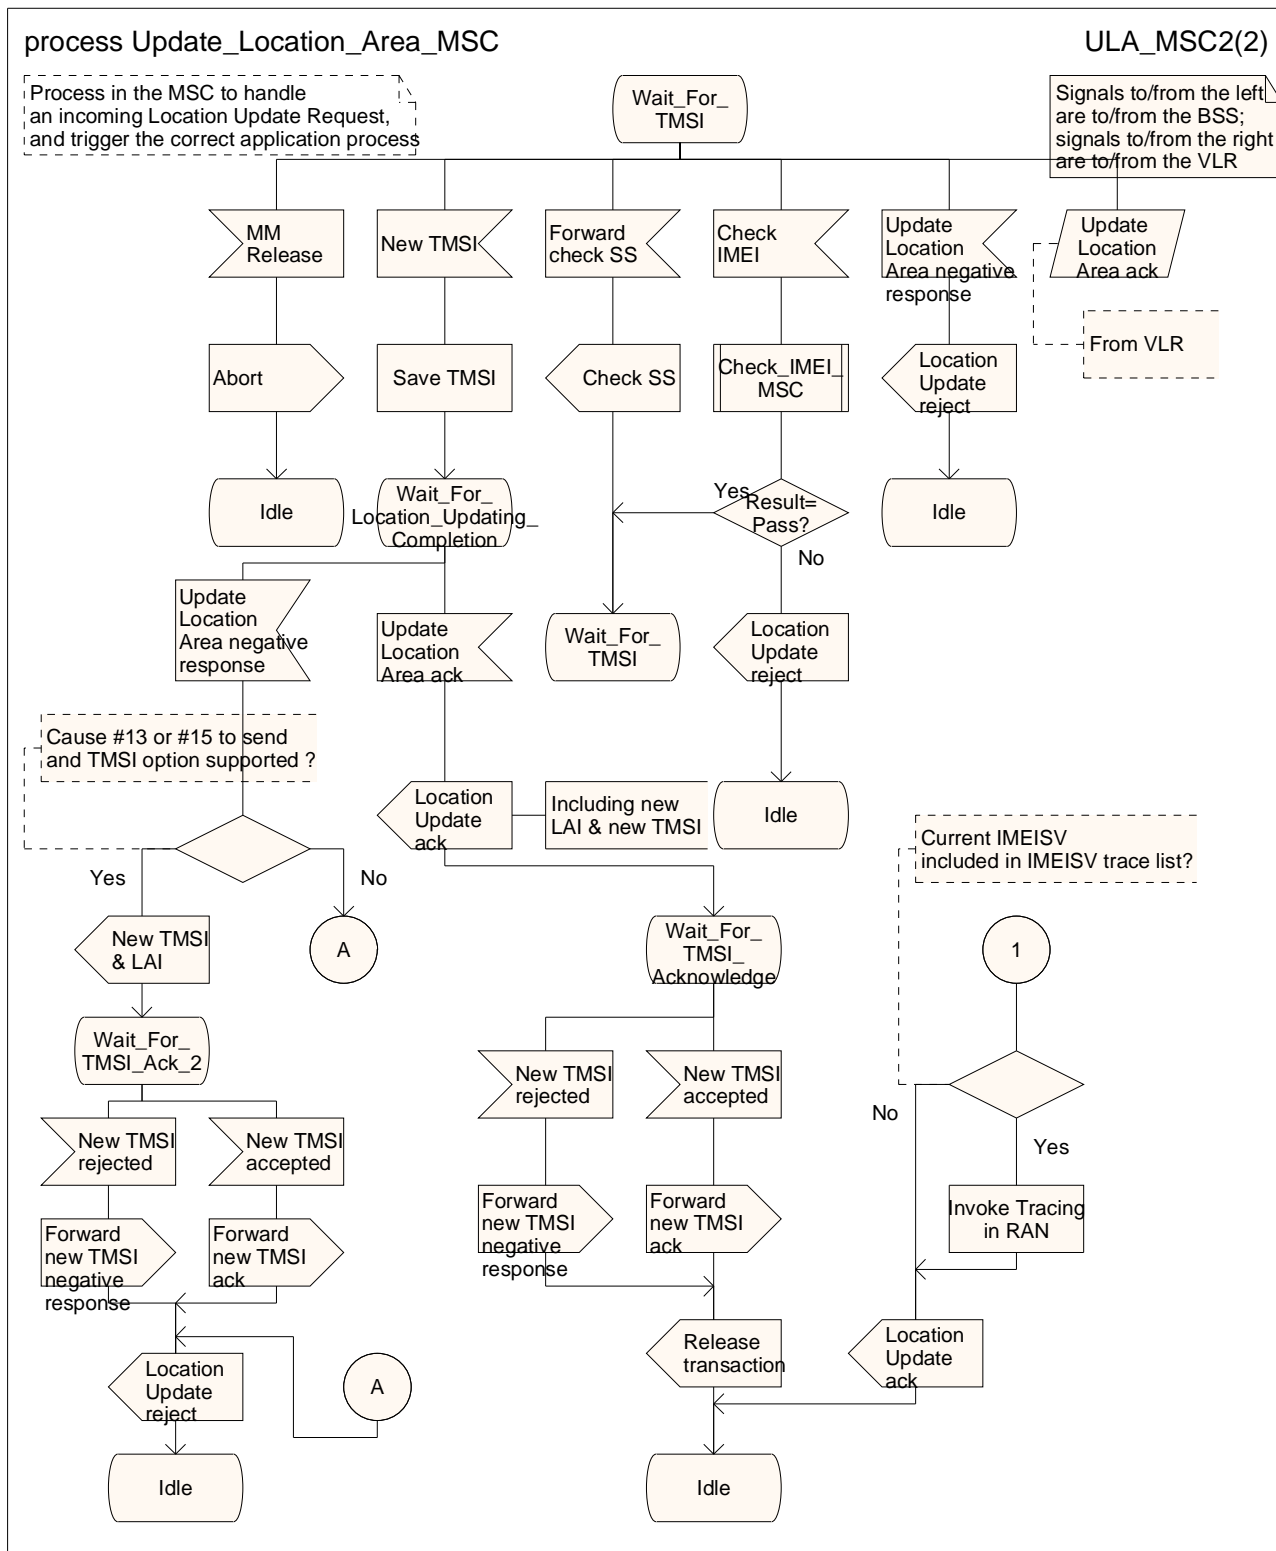 process Update_Location_Area_MSC
ULA_MSC2(2)
Process in the MSC to handle
an incoming Location Update Request,
and trigger the correct application process
Wait_For_
TMSI
Signals to/from the left
are to/from the BSS;
signals to/from the right
are to/from the VLR
MM
Release
New TMSI
Forward
check SS
Check
IMEI
Update
Location
Area negative
response
Update
Location
Area ack
From VLR
Abort
Save TMSI
Check SS
Check_IMEI_
MSC
Location
Update
reject
Idle
Wait_For_
Location_Updating_
Completion
Yes
Result=
Pass?
No
Idle
Update
Location
Area negative
response
Update
Location
Area ack
Wait_For_
TMSI
Location
Update
reject
Cause #13 or #15 to send
and TMSI option supported ?
Location
Update
ack
Including new
LAI & new TMSI
Idle
Current IMEISV
included in IMEISV trace list?
Yes
No
New TMSI
& LAI
A
Wait_For_
TMSI_
Acknowledge
1
Wait_For_
TMSI_Ack_2
New TMSI
rejected
New TMSI
accepted
No
Yes
New TMSI
rejected
New TMSI
accepted
Forward
new TMSI
negative
response
Forward
new TMSI
ack
Invoke Tracing
in RAN
Forward
new TMSI
negative
response
Forward
new TMSI
ack
Location
Update
reject
A
Release
transaction
Location
Update
ack
Idle
Idle